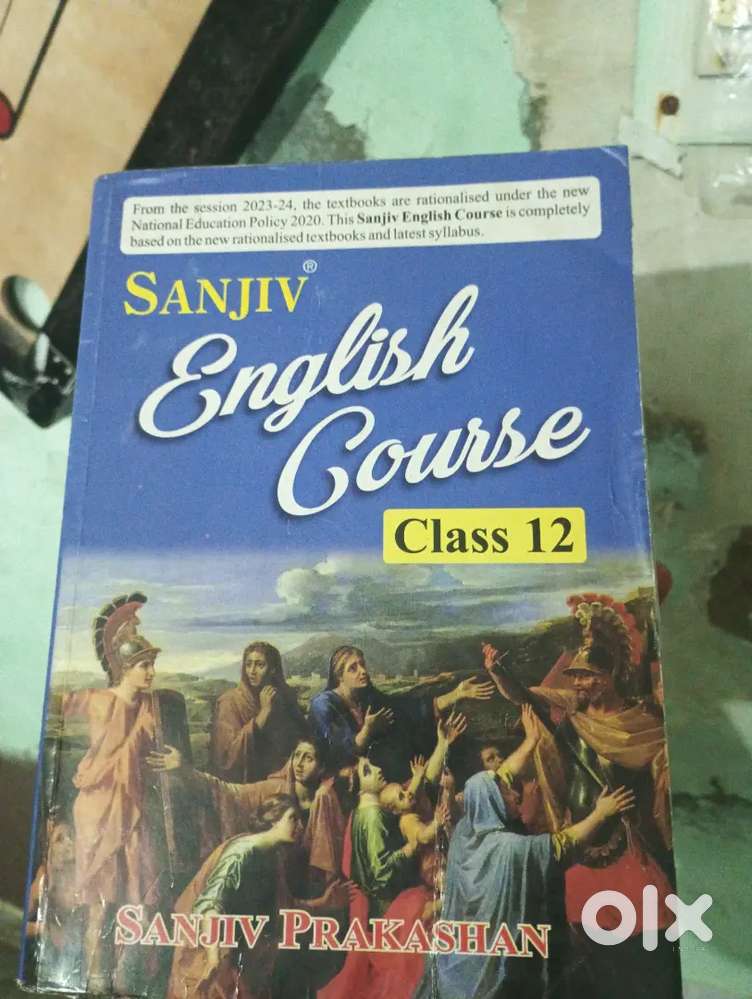 From the session 2023-24, the textbooks are rationalised under the new
National Education Policy 2020. This Sanjiv English Course is completely
based on the new rationalised textbooks and latest syllabus.
SANJIV®
English
Course
Class 12
SANJIV PRAKASHAN
olx
INDIA